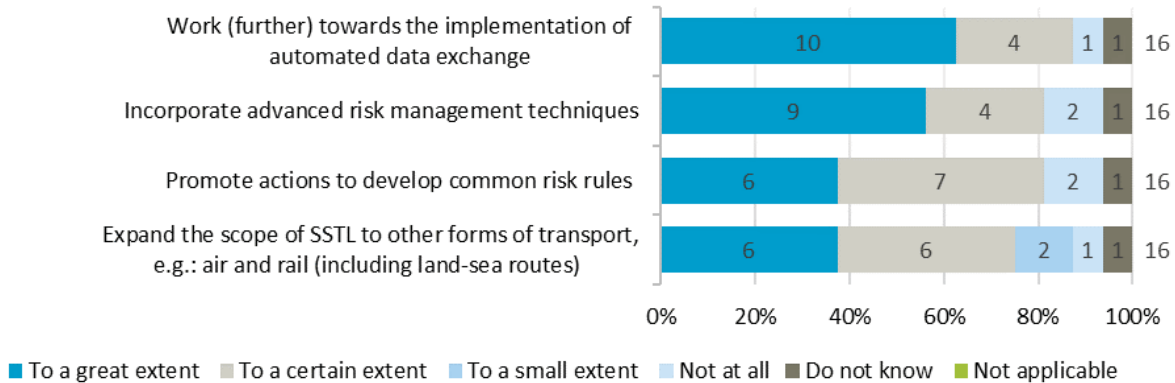 Work (further) towards the implementation of
automated data exchange
10 4 1 1 16
Incorporate advanced risk management techniques
9 4 2 1 16
Promote actions to develop common risk rules
6 7 2 1 16
Expand the scope of SSTL to other forms of transport,
e.g.: air and rail (including land-sea routes)
6 6 2 1 1 16
0% 20% 40% 60% 80% 100%
To a great extent To a certain extent To a small extent Not at all Do not know Not applicable